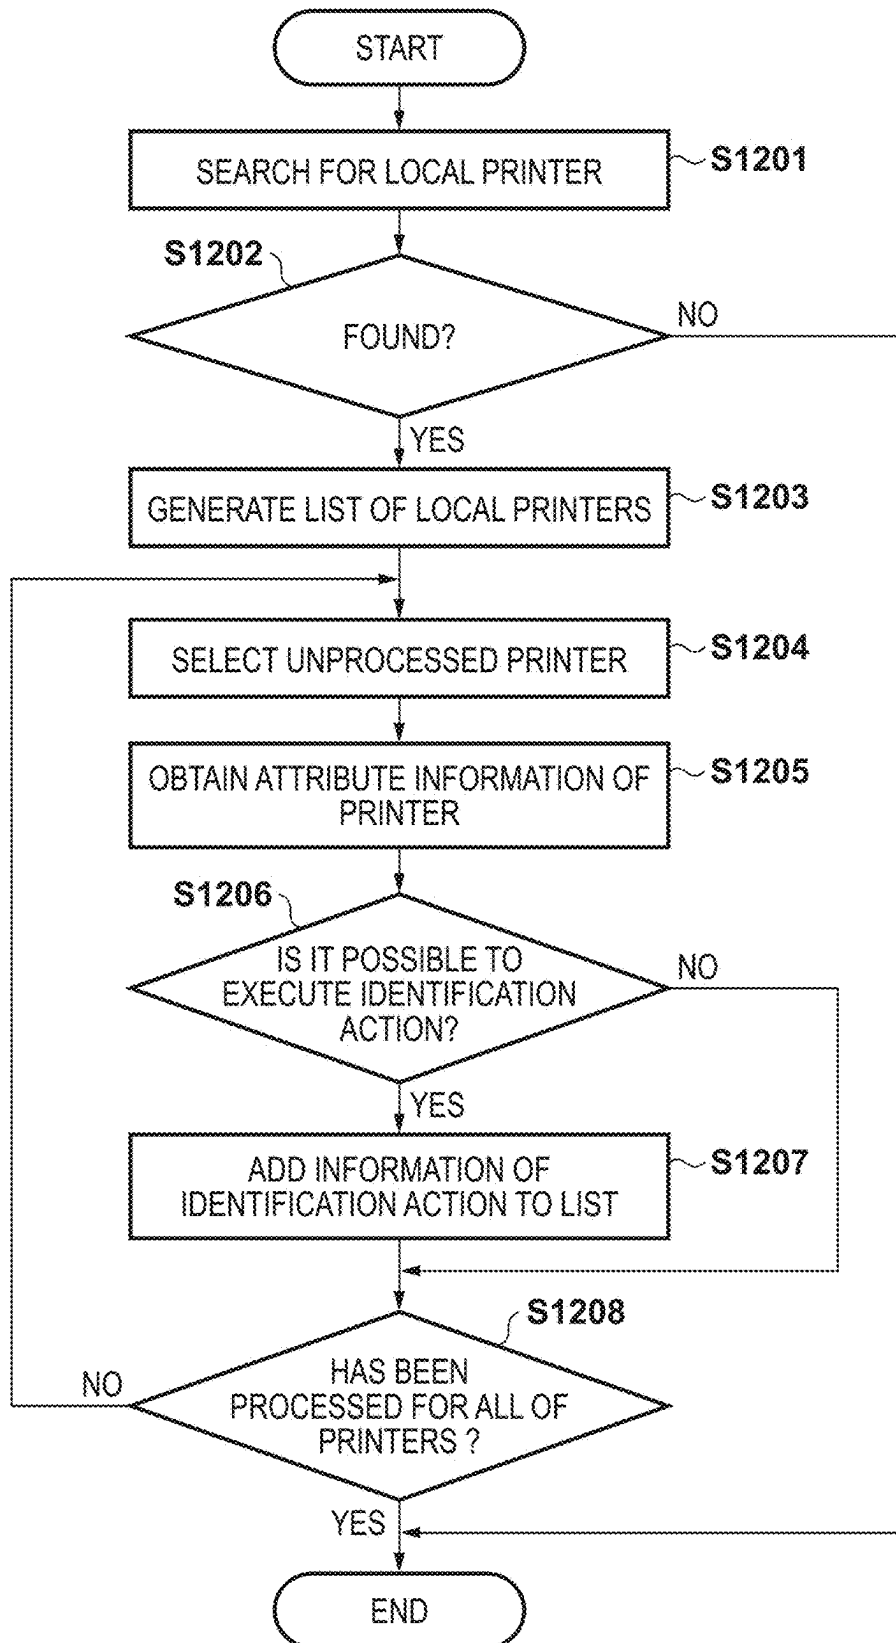 START
SEARCH FOR LOCAL PRINTER
S1201
S1202
FOUND?
NO
YES
GENERATE LIST OF LOCAL PRINTERS
S1203
SELECT UNPROCESSED PRINTER
S1204
OBTAIN ATTRIBUTE INFORMATION OF
PRINTER
S1205
S1206
IS IT POSSIBLE TO
EXECUTE IDENTIFICATION
ACTION?
NO
YES
ADD INFORMATION OF
IDENTIFICATION ACTION TO LIST
S1207
S1208
HAS BEEN
PROCESSED FOR ALL OF
PRINTERS ?
NO
YES
END